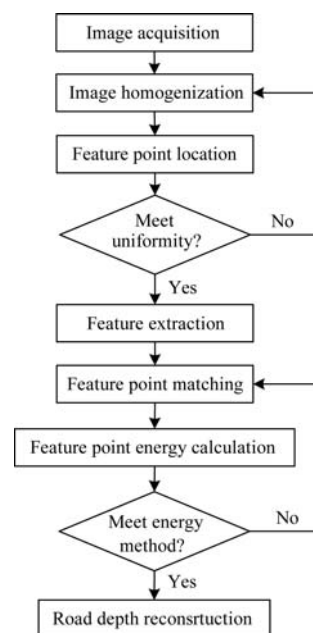 Image acquisition
Image homogenization
Feature point location
Meet
uniformity?
No
Yes
Feature extraction
Feature point matching
Feature point energy calculation
Meet energy
method?
No
Yes
Road depth reconsrtuction